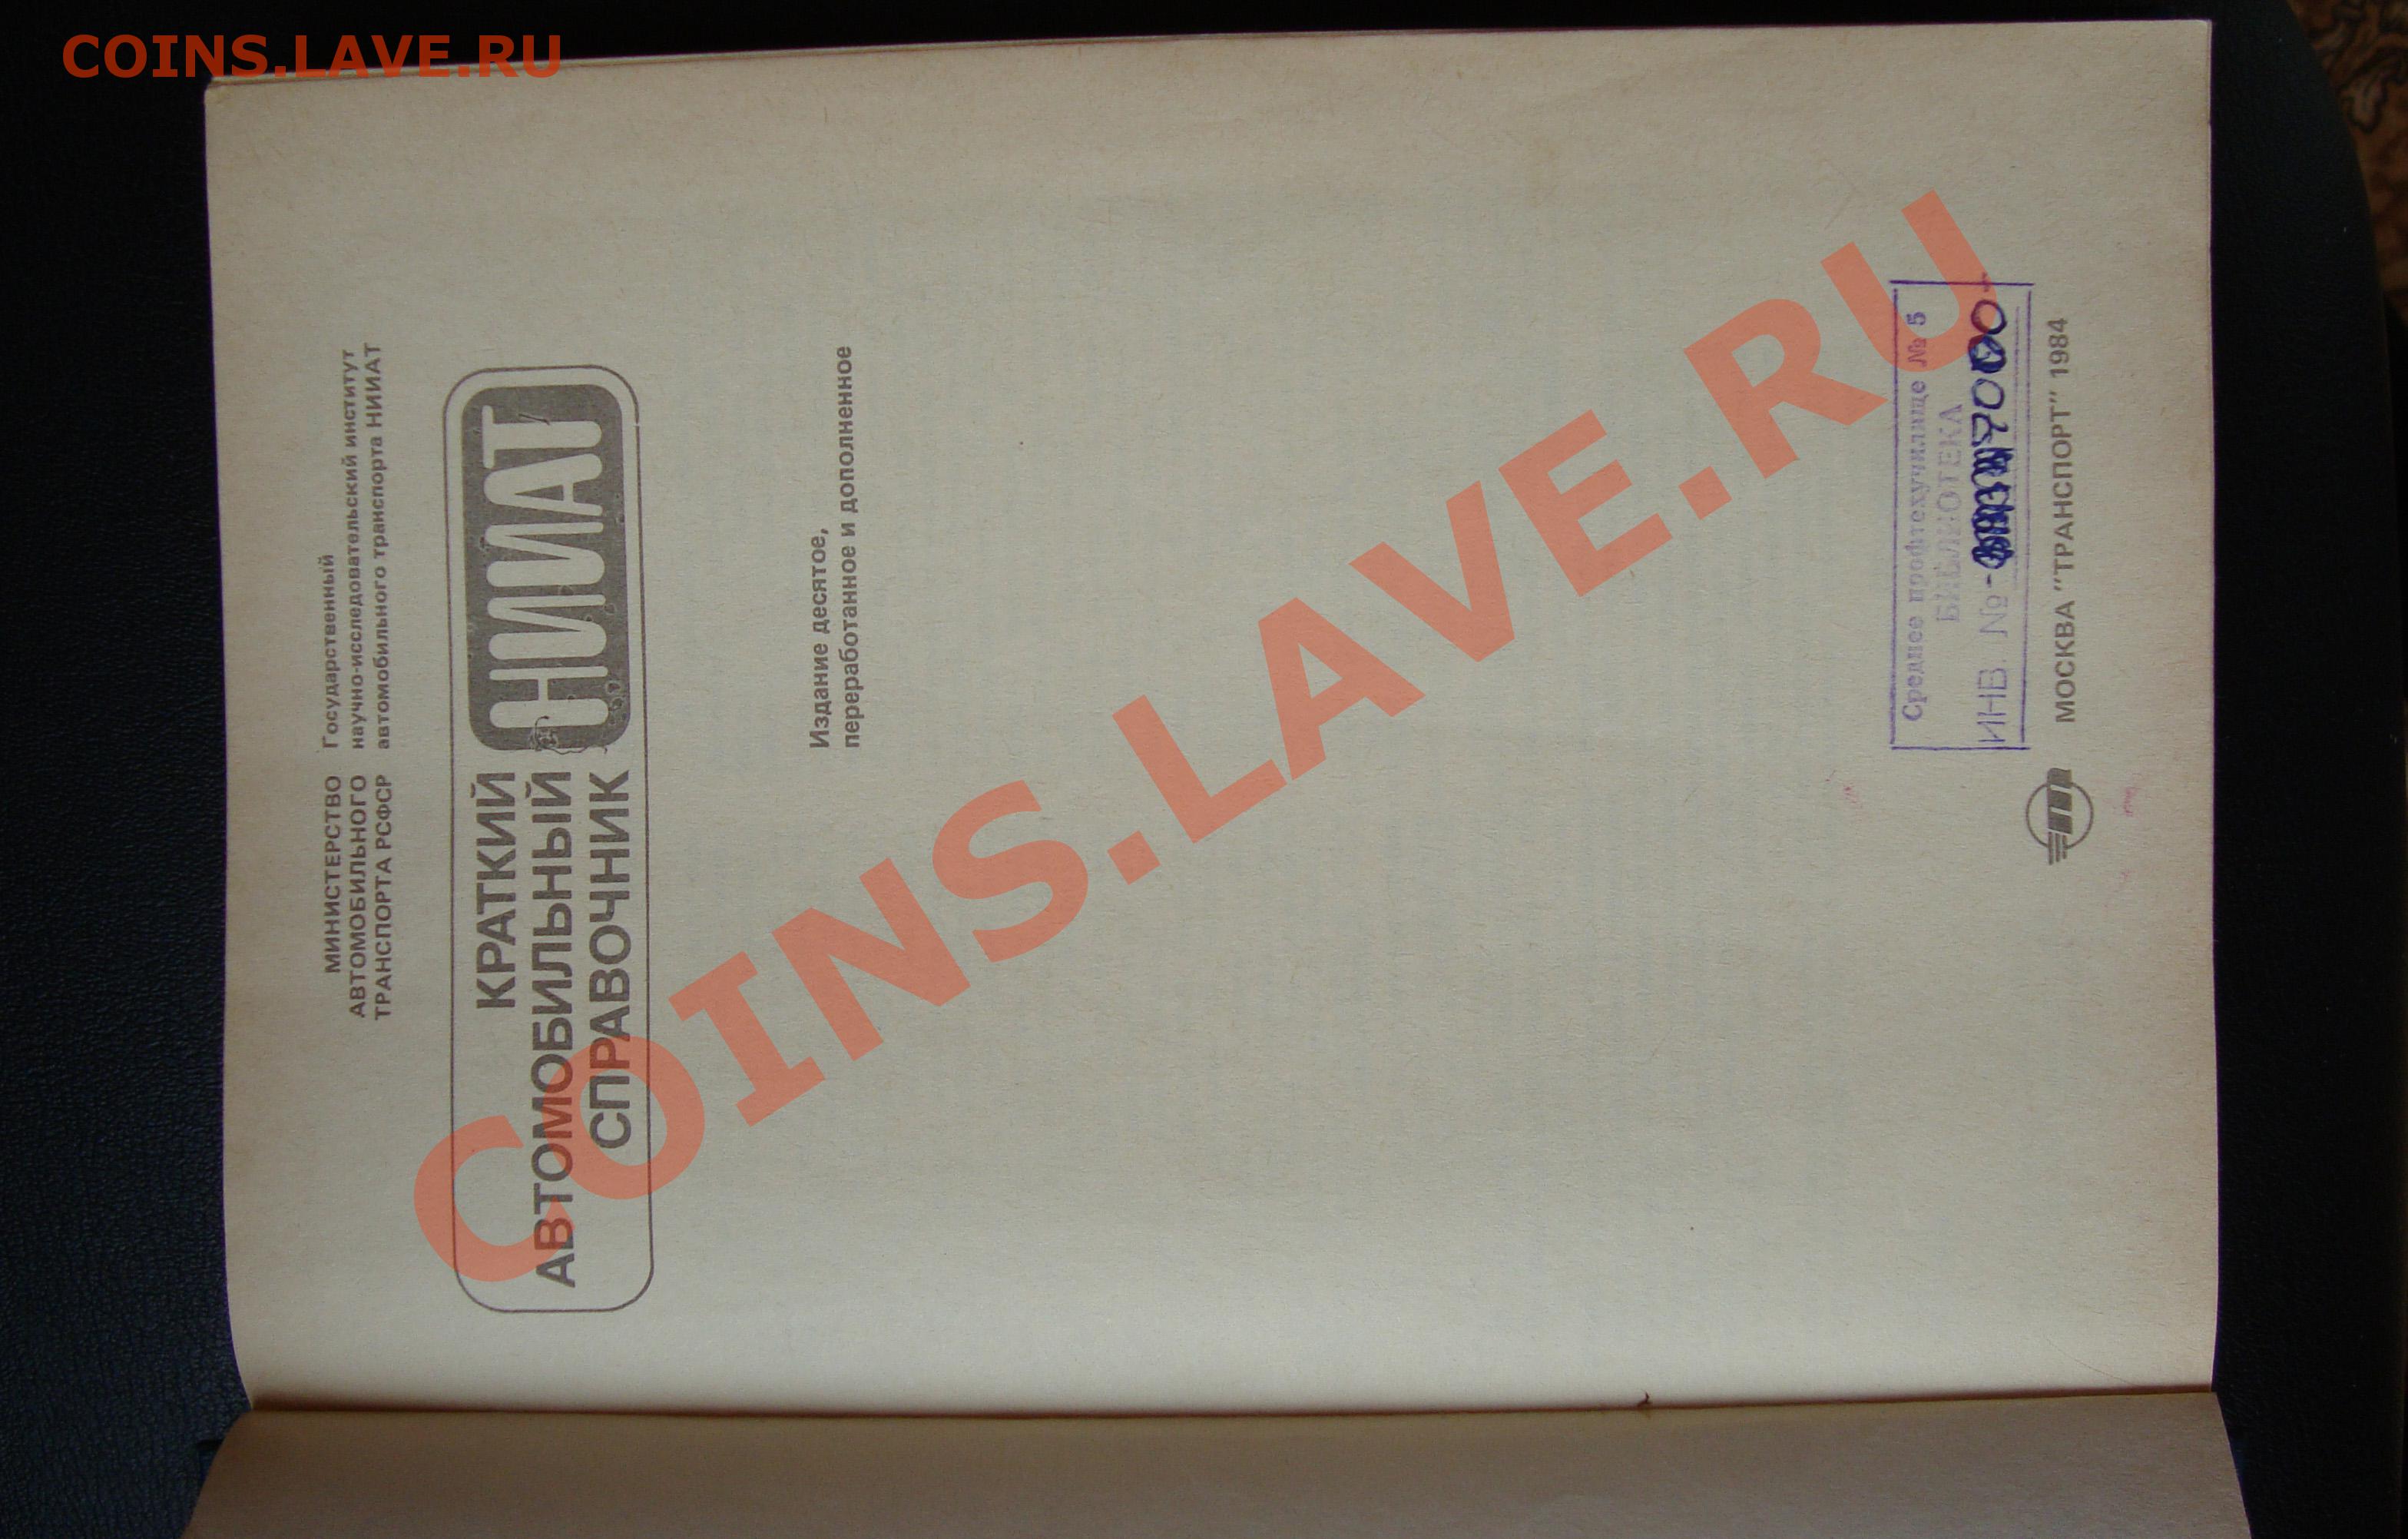 COINS.LAVE.RU
МИНИСТЕРСТВО
АВТОМОБИЛЬНОГО
ТРАНСПОРТА РСФСР
Государственный
научно-исследовательский институт
автомобильного транспорта НИИАТ
КРАТКИЙ
АВТОМОБИЛЬНЫЙ
СПРАВОЧНИК
НИИАТ
Издание десятое,
переработанное и дополненное
COINS.LAVE.RU
Среднее профтехучилище № 5
БИБЛИОТЕКА
ИНВ. № -
МОСКВА "ТРАНСПОРТ" 1984